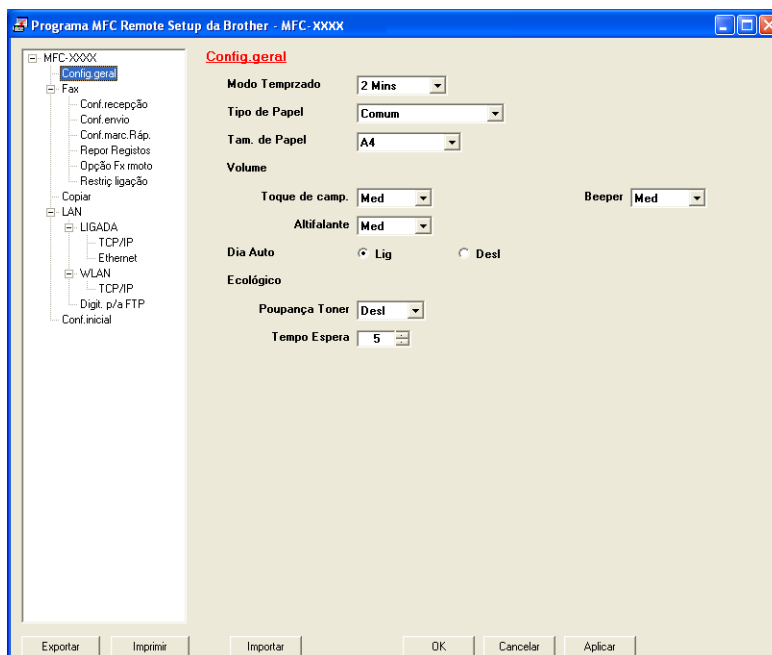 Programa MFC Remote Setup da Brother - MFC-XXXX
MFC-XXXX
Config.geral
Fax
Conf.recepção
Conf.envio
Conf.marc.Ráp.
Repor Registos
Opção Fx rmoto
Restriç ligação
Copiar
LAN
LIGADA
TCP/IP
Ethernet
WLAN
TCP/IP
Digit. p/a FTP
Conf.inicial
Config.geral
Modo Temprzado 2 Mins
Tipo de Papel Comum
Tam. de Papel A4
Volume
Toque de camp. Med Beeper Med
Altifalante Med
Dia Auto Lig Desl
Ecológico
Poupança Toner Desl
Tempo Espera 5
Exportar Imprimir Importar OK Cancelar Aplicar